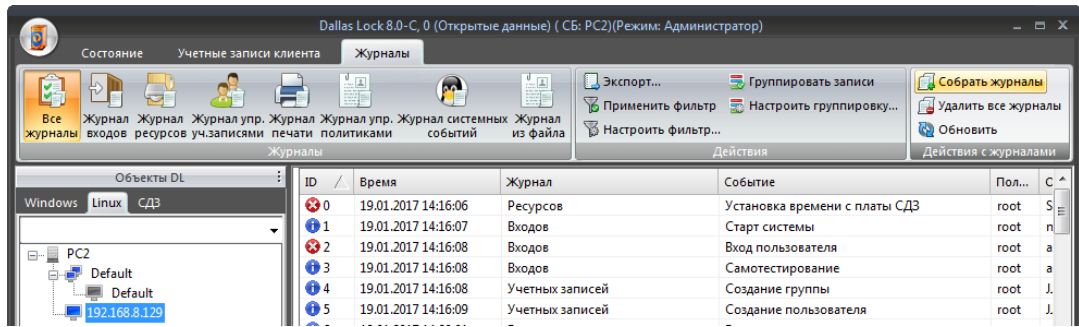 Dallas Lock 8.0-C, 0 (Открытые данные) ( СБ: PC2)(Режим: Администратор)
Состояние Учетные записи клиента Журналы
Все журналы
Журнал входов
Журнал ресурсов
Журнал упр. уч.записями
Журнал печати
Журнал упр. политиками
Журнал системных событий
Журнал из файла
Журналы
Экспорт...
Применить фильтр
Настроить фильтр...
Группировать записи
Настроить группировку...
Действия
Собрать журналы
Удалить все журналы
Обновить
Действия с журналами
Объекты DL
Windows Linux СДЗ
PC2
Default
Default
192.168.8.129
ID Время Журнал Событие Пол...
0 19.01.2017 14:16:06 Ресурсов Установка времени с платы СДЗ root
1 19.01.2017 14:16:07 Входов Старт системы root
2 19.01.2017 14:16:08 Входов Вход пользователя root
3 19.01.2017 14:16:08 Входов Самотестирование root
4 19.01.2017 14:16:08 Учетных записей Создание группы root
5 19.01.2017 14:16:09 Учетных записей Создание пользователя root